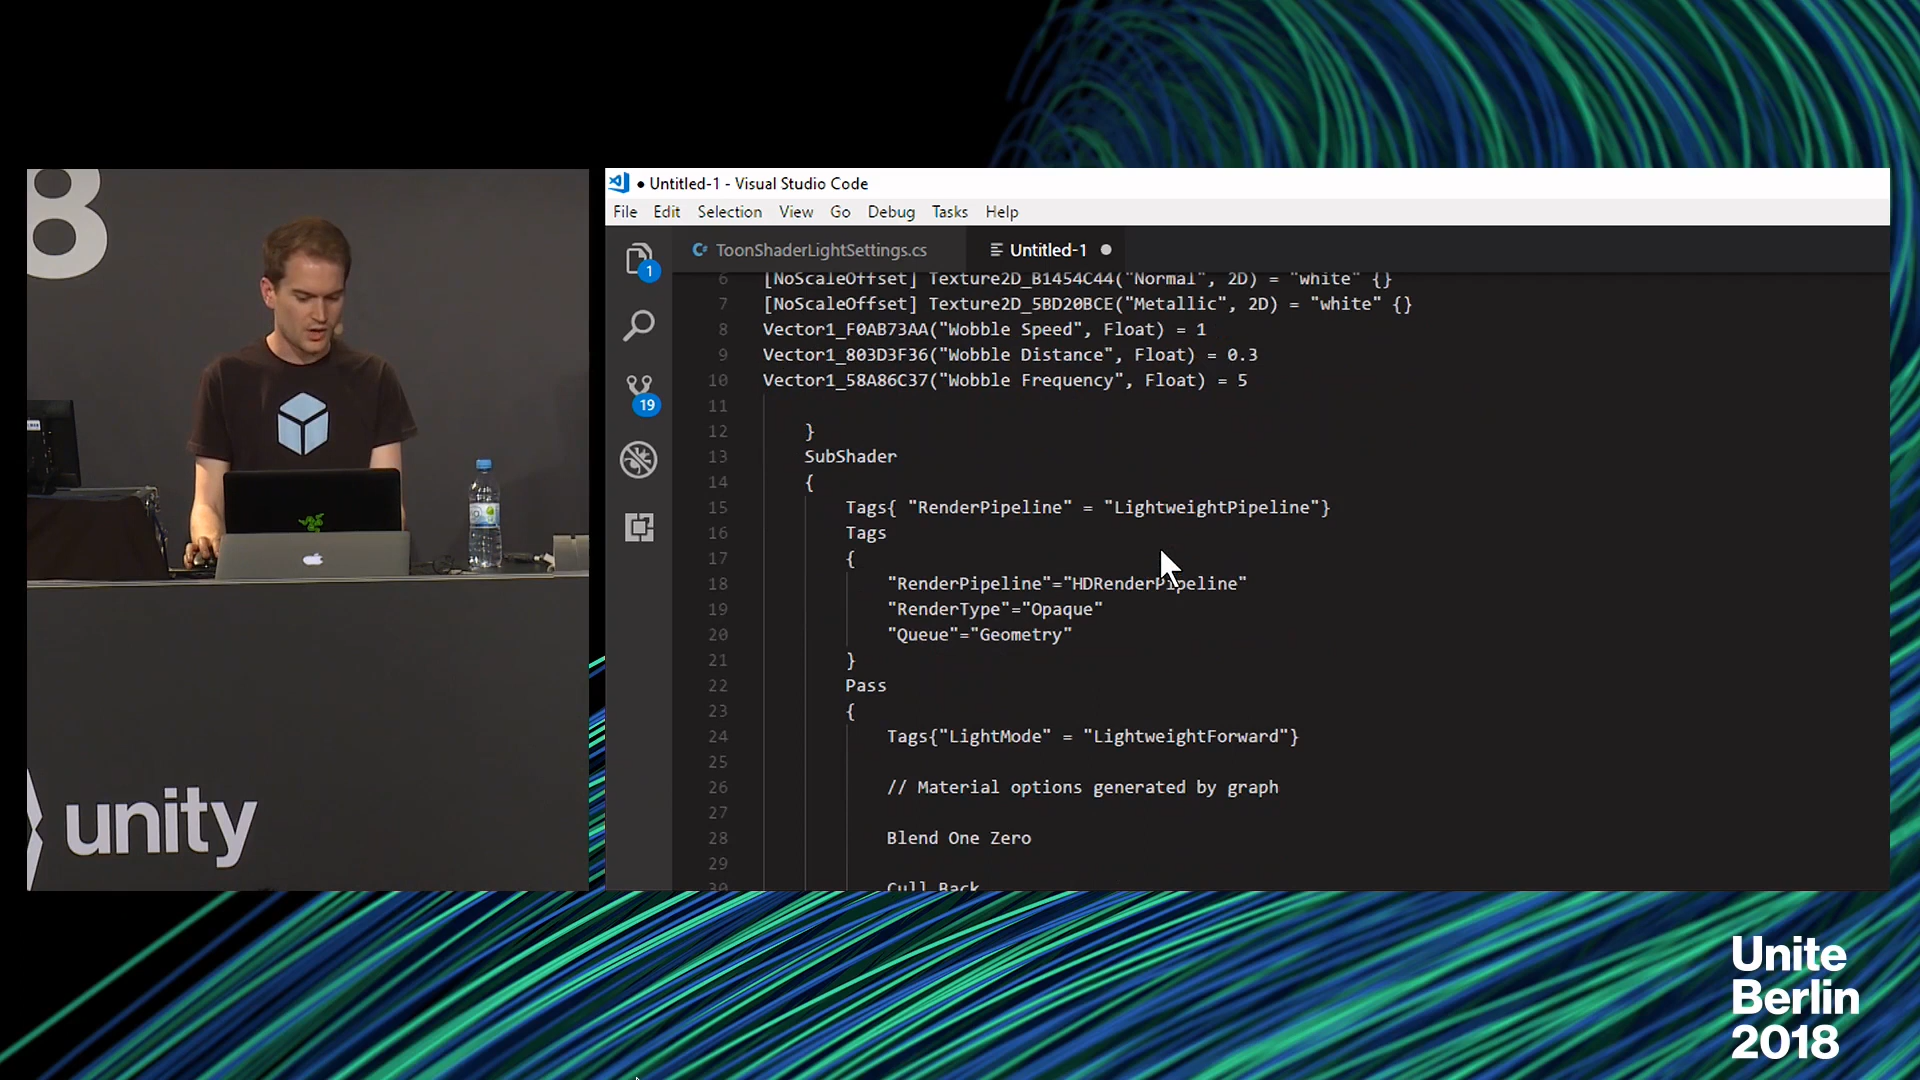 8
unity
● Untitled-1 - Visual Studio Code
File Edit Selection View Go Debug Tasks Help
1
19
C# ToonShaderLightSettings.cs
Untitled-1 ●
6 [NoScaleOffset] Texture2D_B1454C44("Normal", 2D) = "white" {}
7 [NoScaleOffset] Texture2D_5BD20BCE("Metallic", 2D) = "white" {}
8 Vector1_F0AB73AA("Wobble Speed", Float) = 1
9 Vector1_803D3F36("Wobble Distance", Float) = 0.3
10 Vector1_58A86C37("Wobble Frequency", Float) = 5
11
12 }
13 SubShader
14 {
15 Tags{ "RenderPipeline" = "LightweightPipeline"}
16 Tags
17 {
18 "RenderPipeline"="HDRenderPipeline"
19 "RenderType"="Opaque"
20 "Queue"="Geometry"
21 }
22 Pass
23 {
24 Tags{"LightMode" = "LightweightForward"}
25
26 // Material options generated by graph
27
28 Blend One Zero
29
30 Cull Back
Unite
Berlin
2018